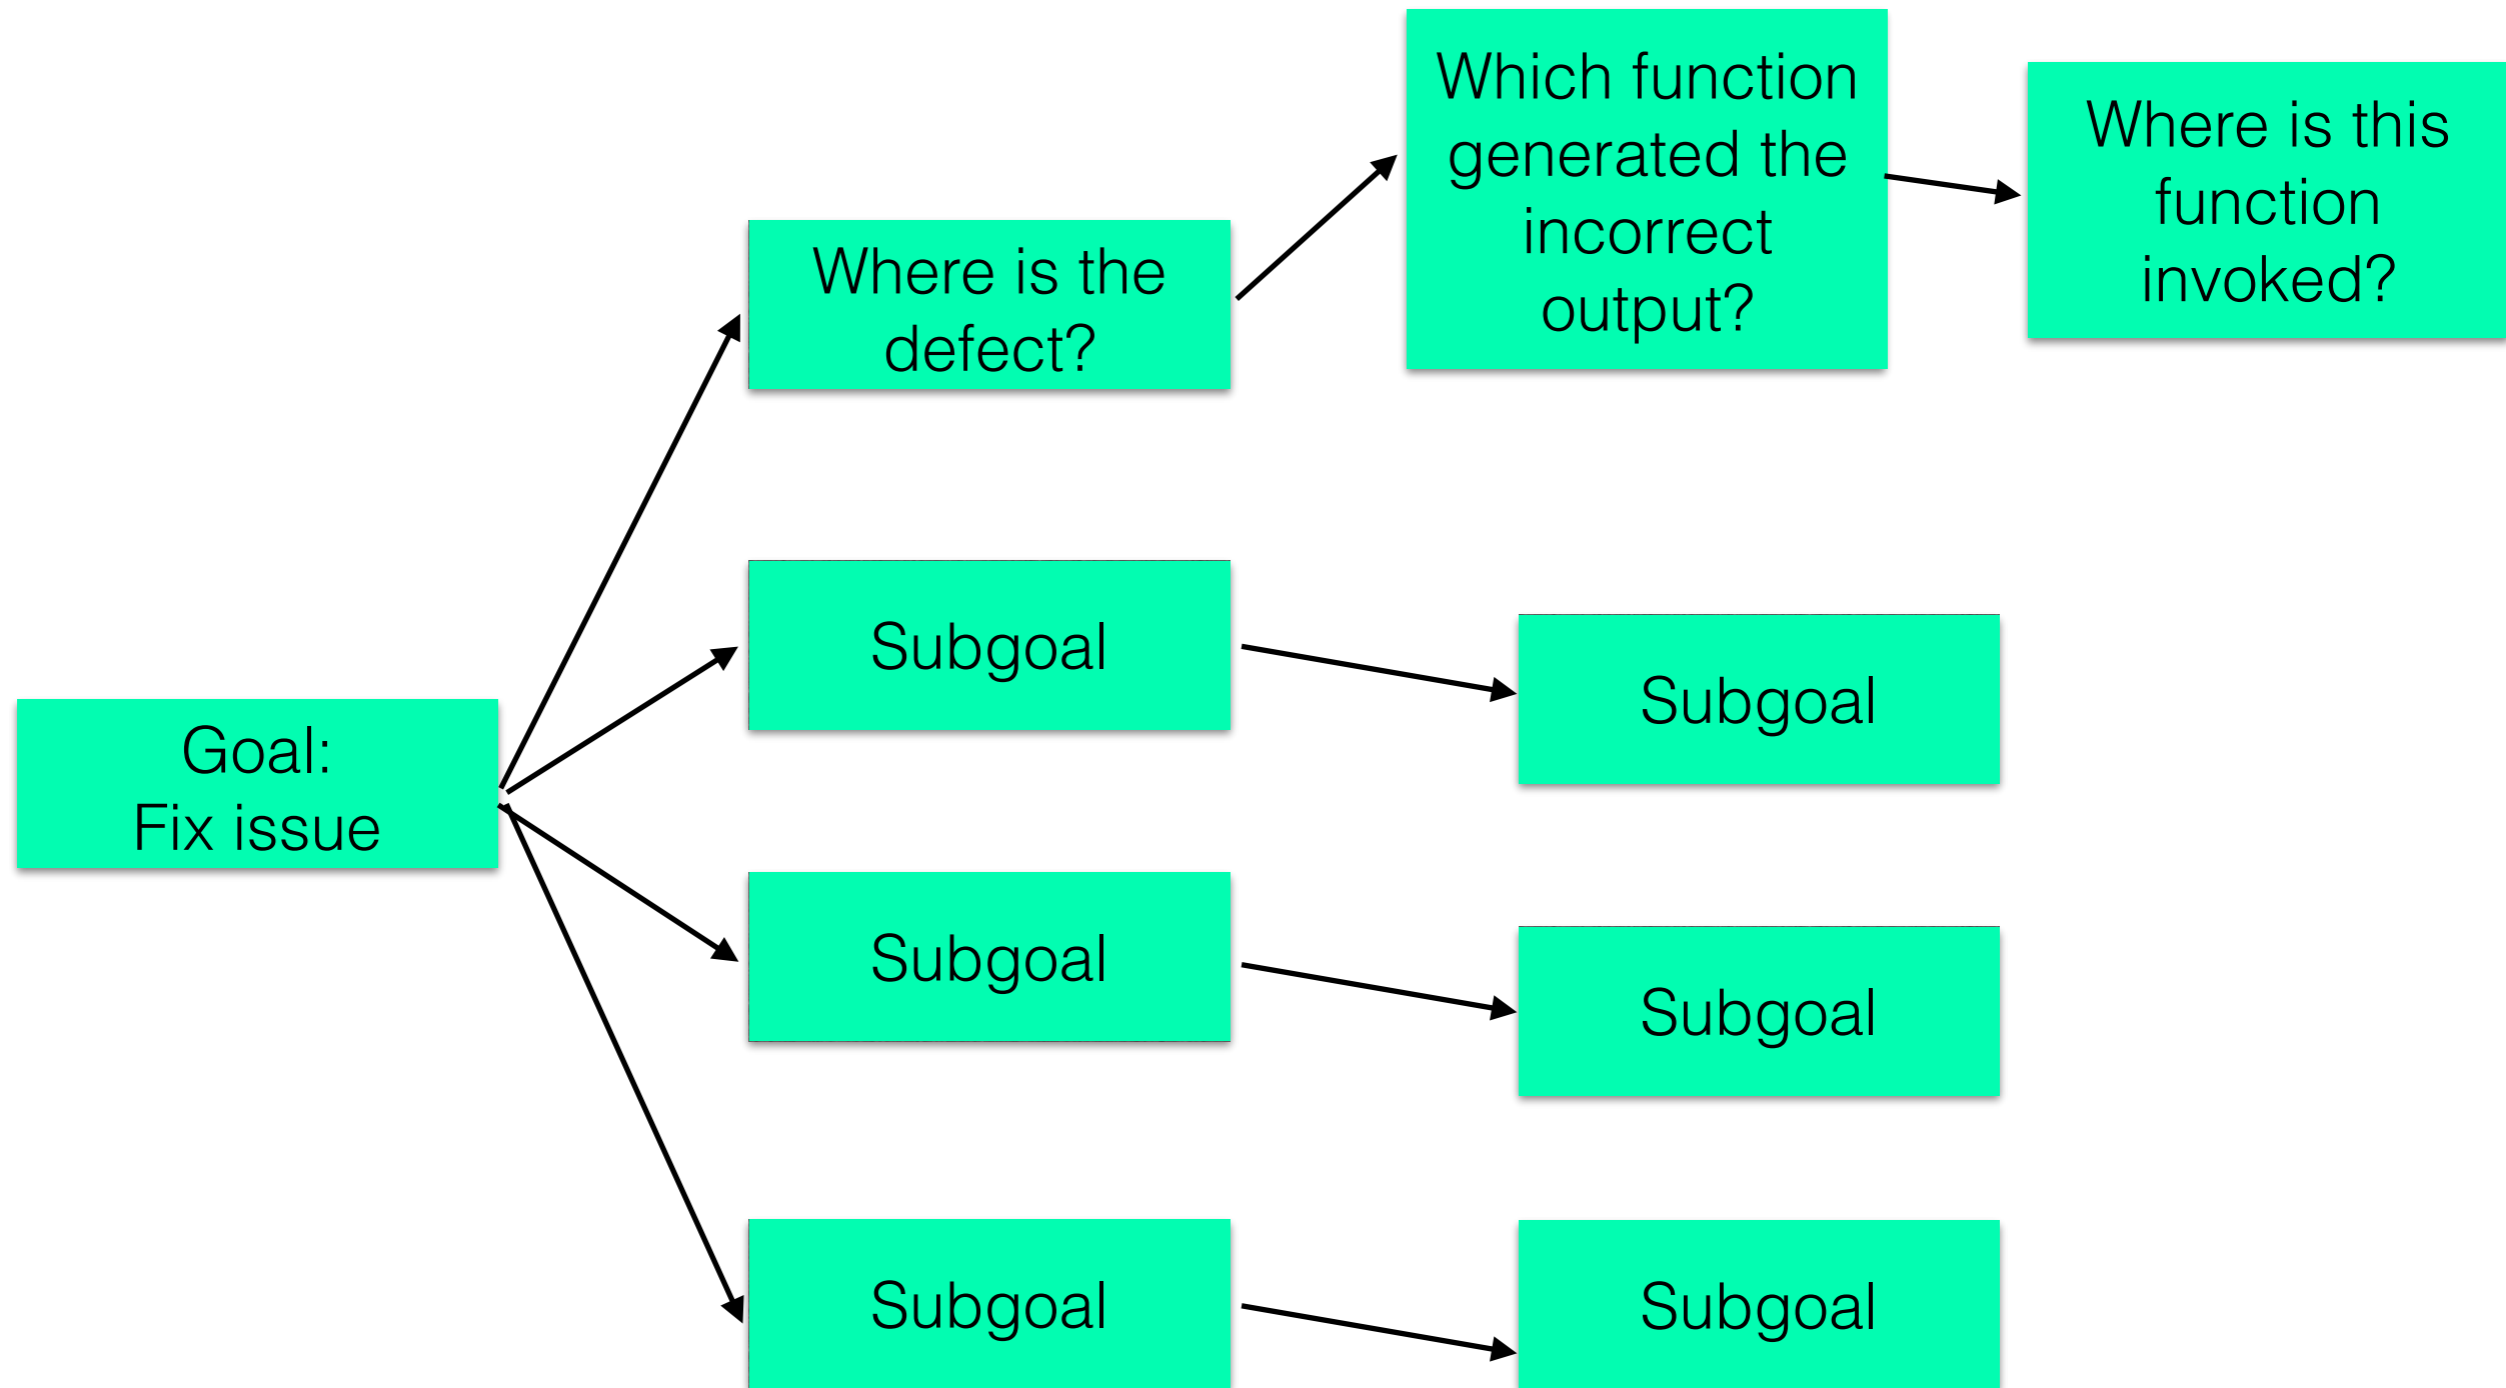 Which function
generated the
incorrect
output?
Where is this
function
invoked?
Where is the
defect?
Subgoal
Subgoal
Goal:
Fix issue
Subgoal
Subgoal
Subgoal
Subgoal